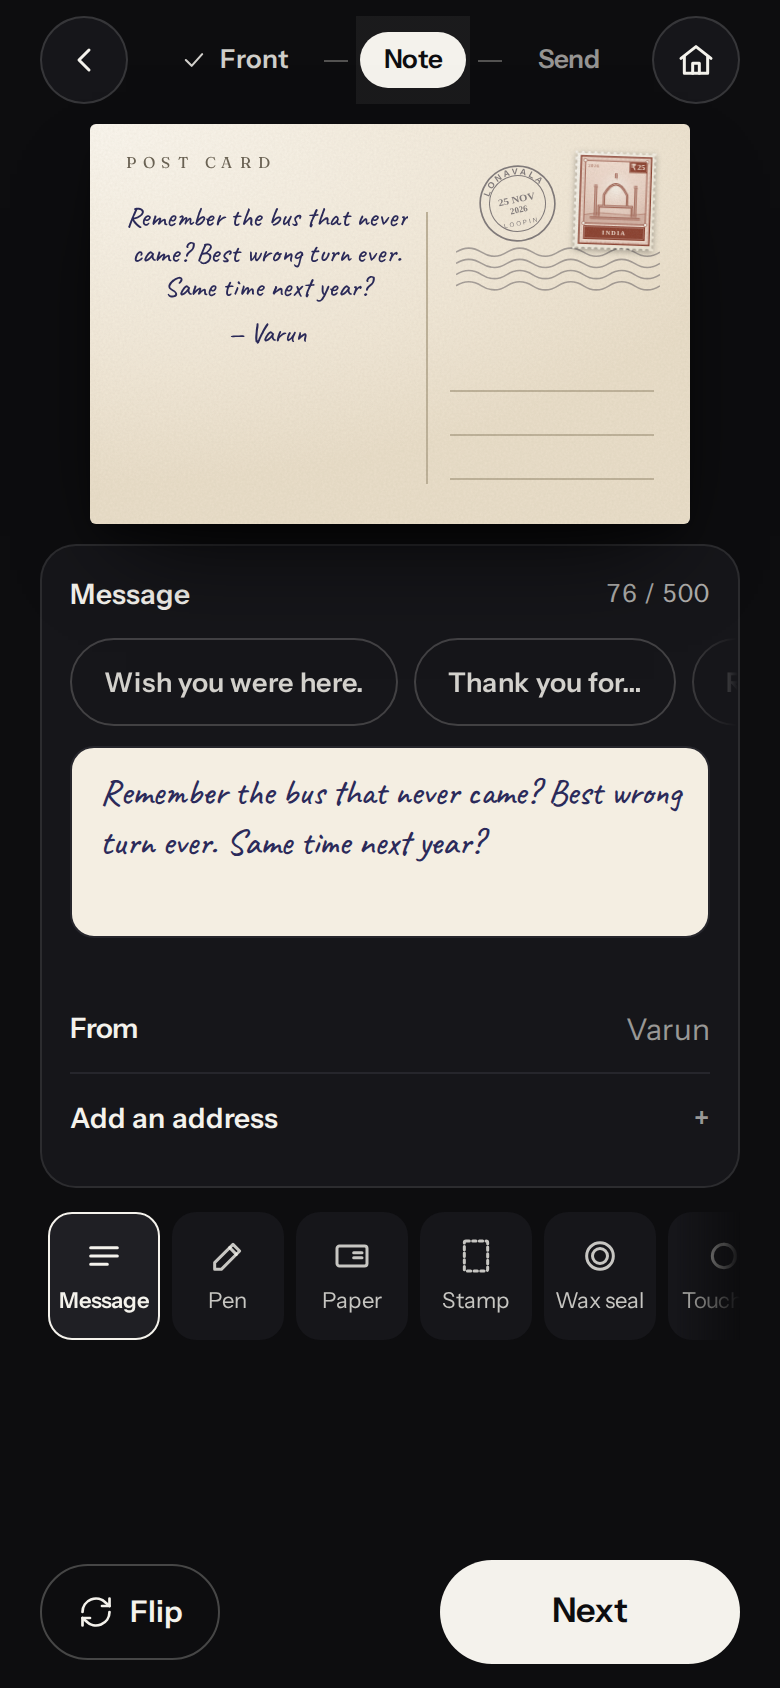 Front — Note — Send
POST CARD
LONAVALA
25 NOV
2026
LOOPIN
₹ 25
INDIA
Remember the bus that never
came? Best wrong turn ever.
Same time next year?
– Varun
Message 76 / 500
Wish you were here. Thank you for...
Remember the bus that never came? Best wrong
turn ever. Same time next year?
From Varun
Add an address +
Message Pen Paper Stamp Wax seal Touch
Flip Next